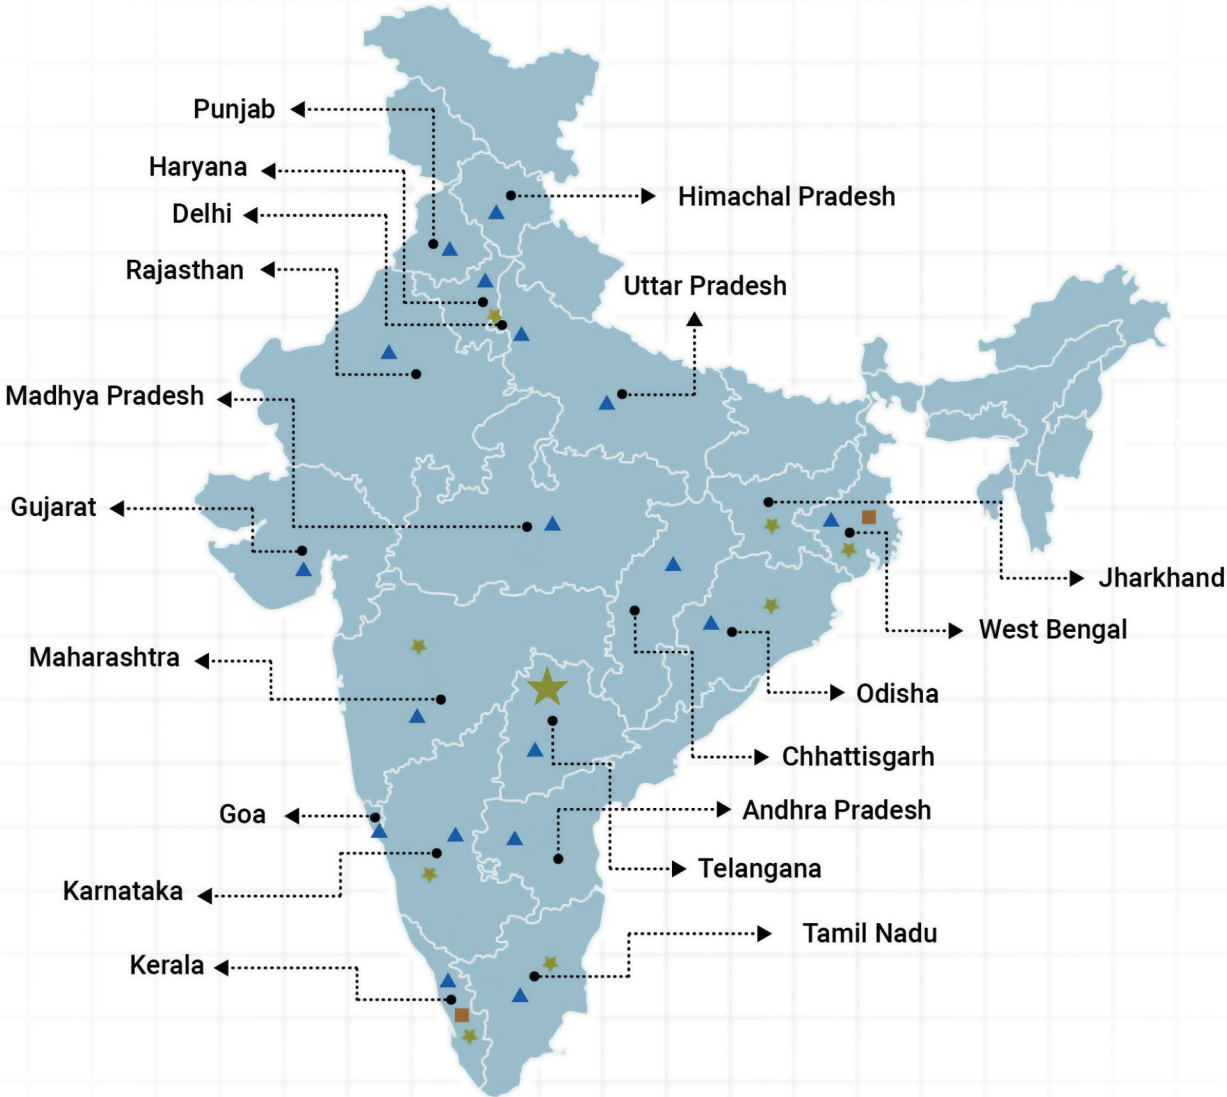 Punjab
Haryana
Delhi
Himachal Pradesh
Rajasthan
Uttar Pradesh
Madhya Pradesh
Gujarat
Jharkhand
West Bengal
Maharashtra
Odisha
Chhattisgarh
Andhra Pradesh
Goa
Telangana
Karnataka
Tamil Nadu
Kerala